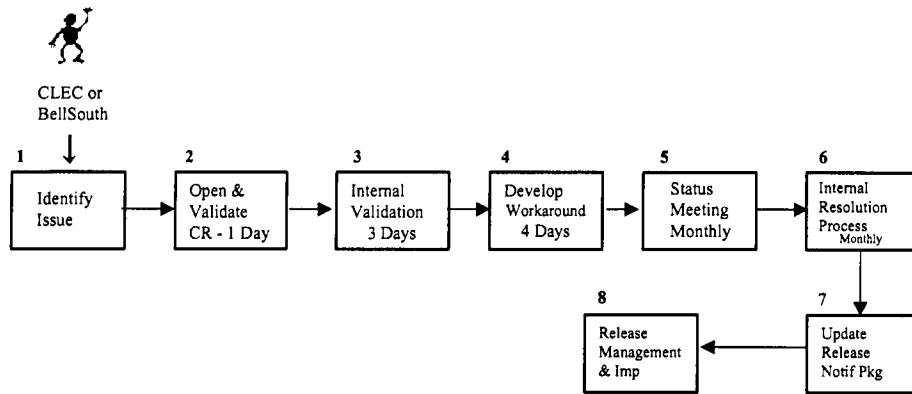 CLEC or
BellSouth
1
Identify
Issue
2
Open &
Validate
CR - 1 Day
3
Internal
Validation
3 Days
4
Develop
Workaround
4 Days
5
Status
Meeting
Monthly
6
Internal
Resolution
Process
Monthly
7
Update
Release
Notif Pkg
8
Release
Management
& Imp